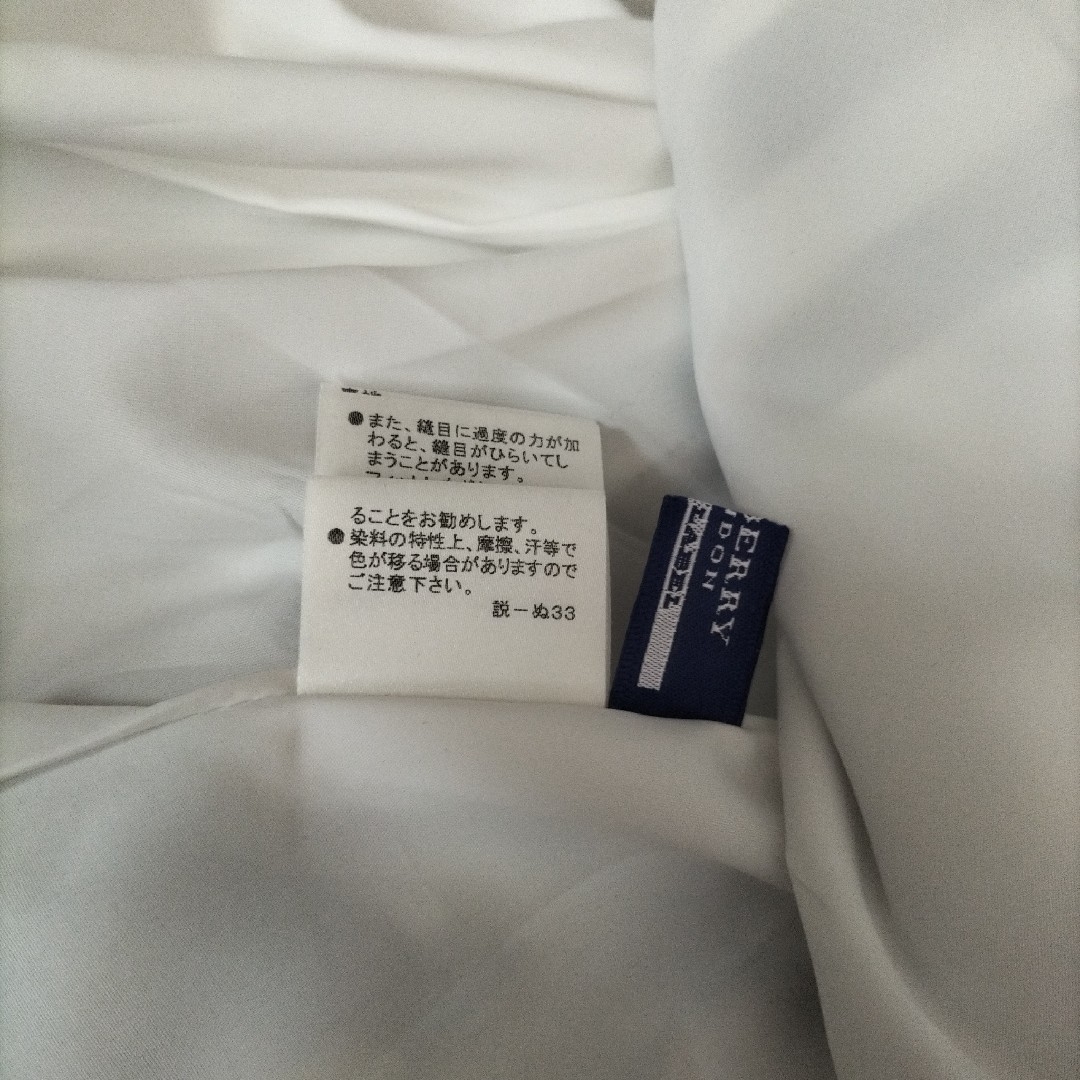 ●また、縫目に過度の力が加
わると、縫目がひらいてし
まうことがあります。
ることをお勧めします。
●染料の特性上、摩擦、汗等で
色が移る場合がありますので
ご注意下さい。
説ーぬ33
BERRY
DON